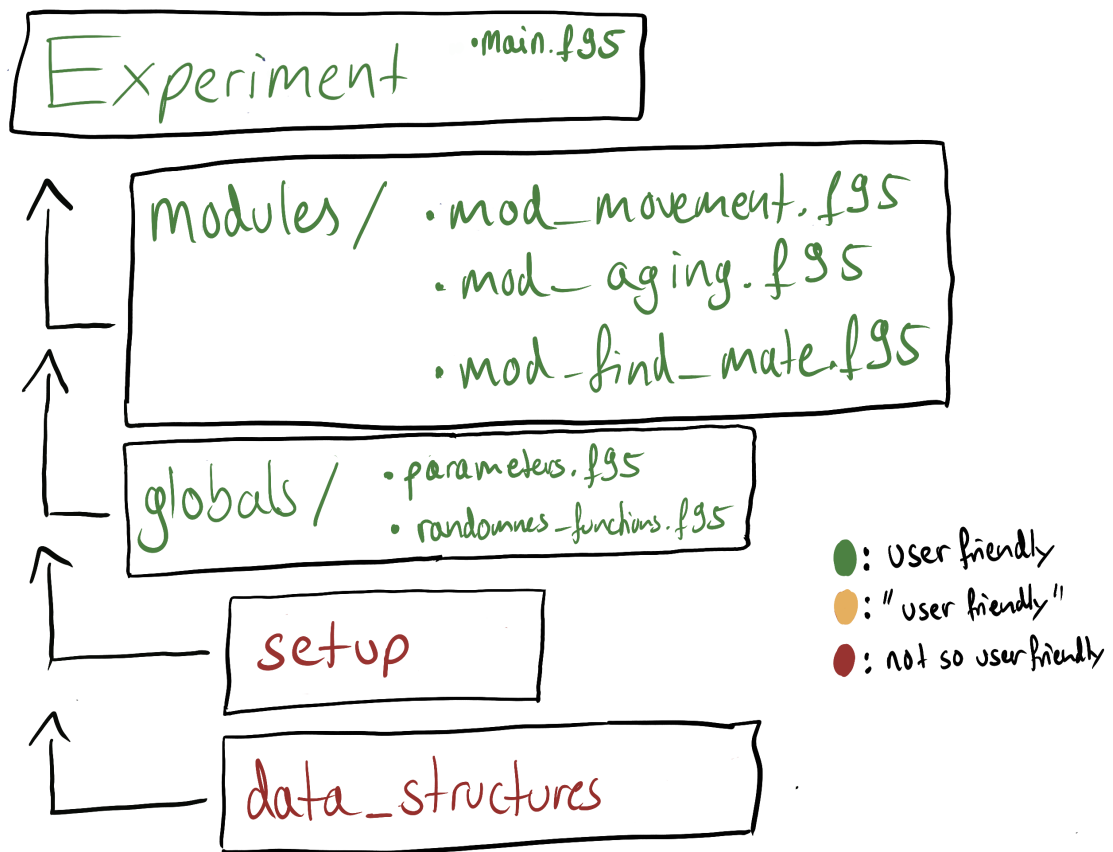 Experiment
•main.f95
modules/
•mod_movement.f95
•mod_aging.f95
•mod_find_mate.f95
globals/
•parameters.f95
•randomnes_functions.f95
setup
data_structures
: user friendly
: "user friendly"
: not so user friendly